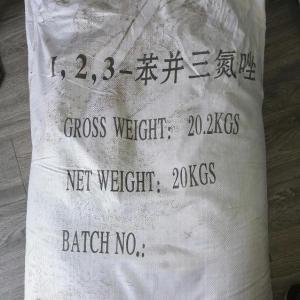 1,2,3-苯并三氮唑
GROSS WEIGHT: 20.2KGS
NET WEIGHT: 20KGS
BATCH NO.: